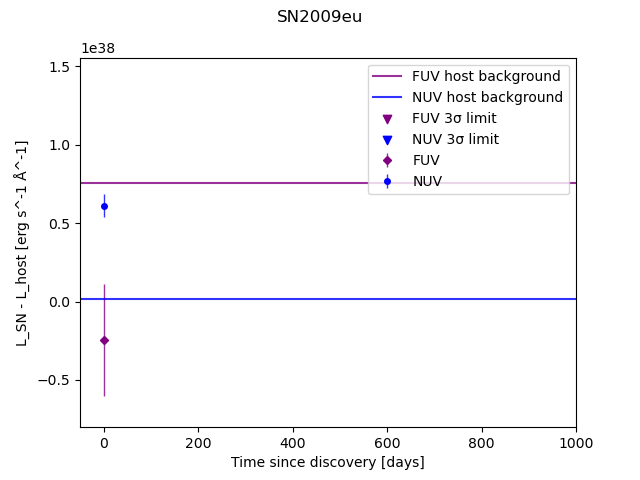 SN2009eu
1e38
FUV host background
NUV host background
FUV 3σ limit
NUV 3σ limit
FUV
NUV
1.5
1.0
0.5
0.0
−0.5
L_SN - L_host [erg s^-1 Å^-1]
0 200 400 600 800 1000
Time since discovery [days]